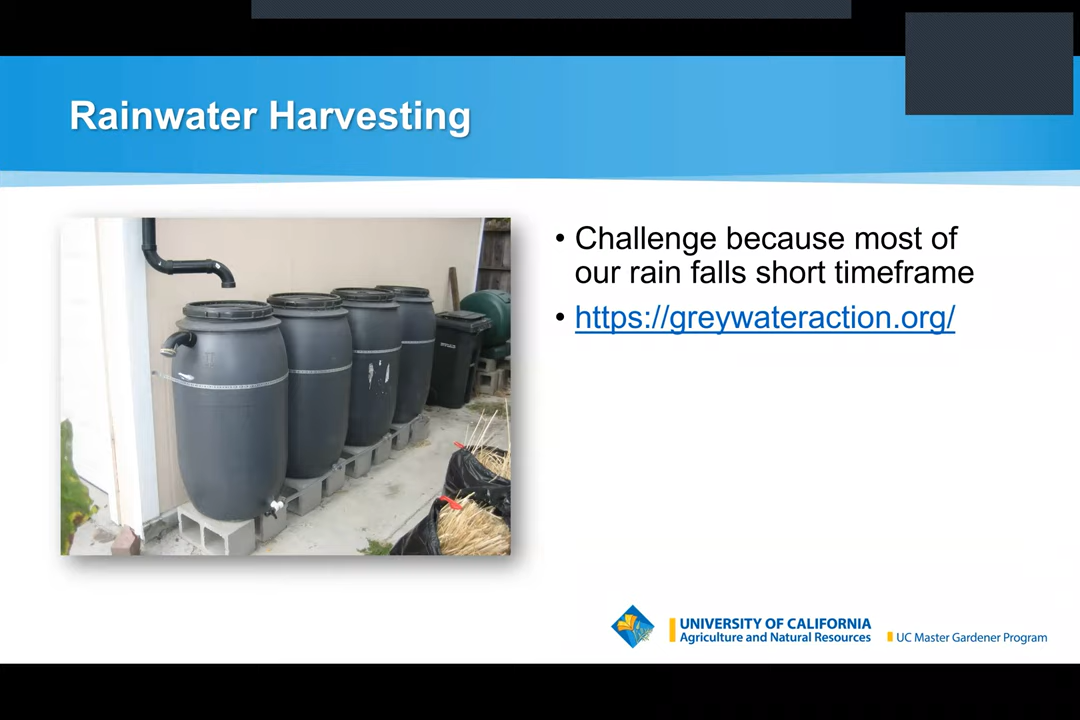 Rainwater Harvesting
• Challenge because most of
our rain falls short timeframe
• https://greywateraction.org/
UNIVERSITY OF CALIFORNIA
Agriculture and Natural Resources
UC Master Gardener Program